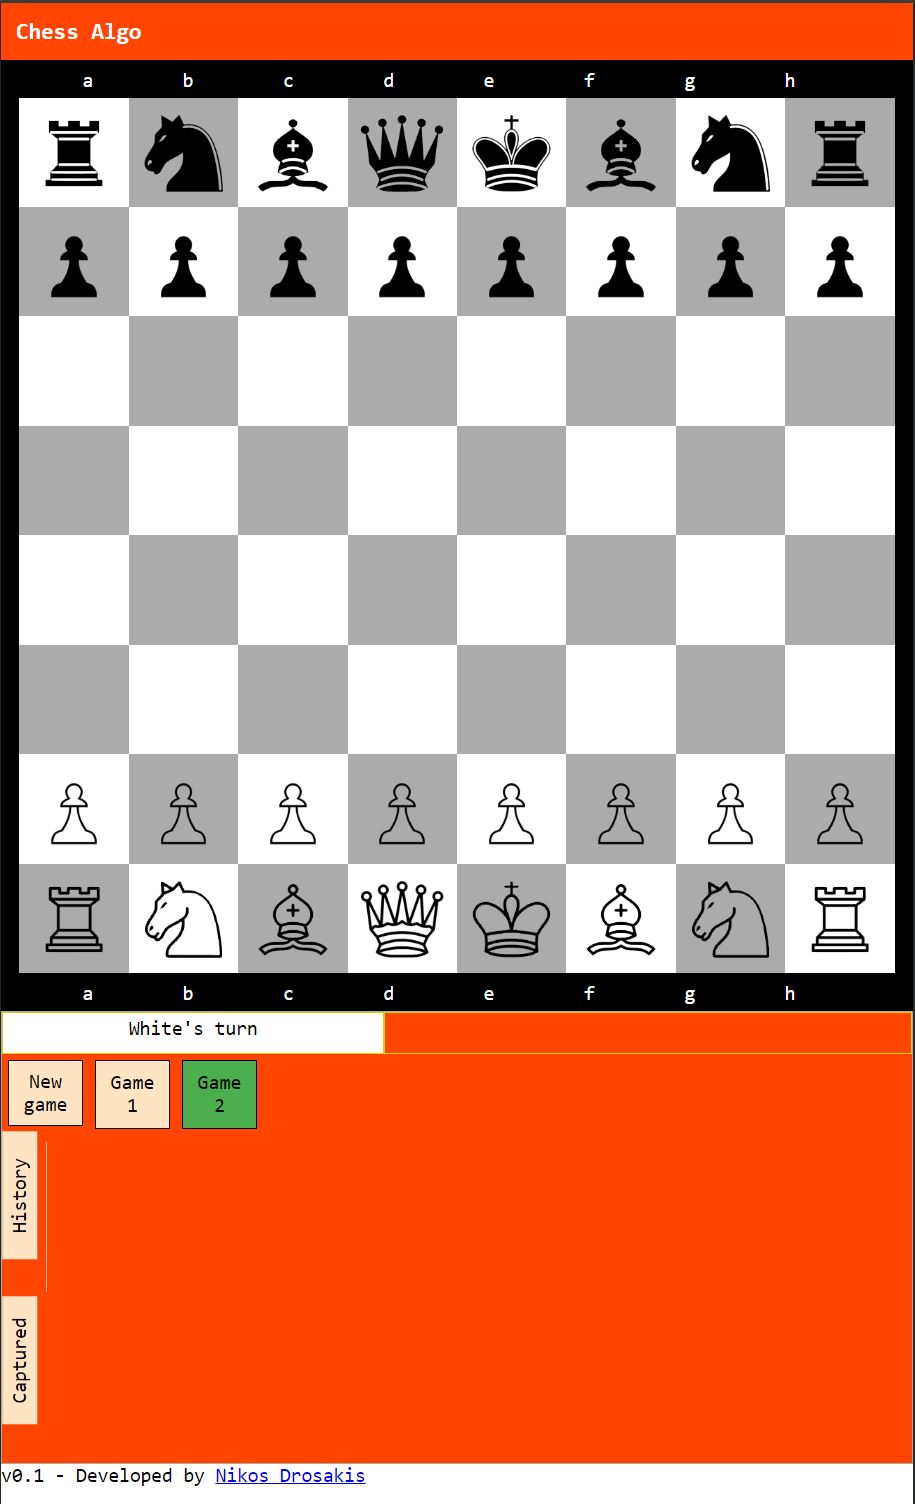 Chess Algo
a b c d e f g h
a b c d e f g h
White's turn
New
game
Game
1
Game
2
History
Captured
v0.1 - Developed by Nikos Drosakis